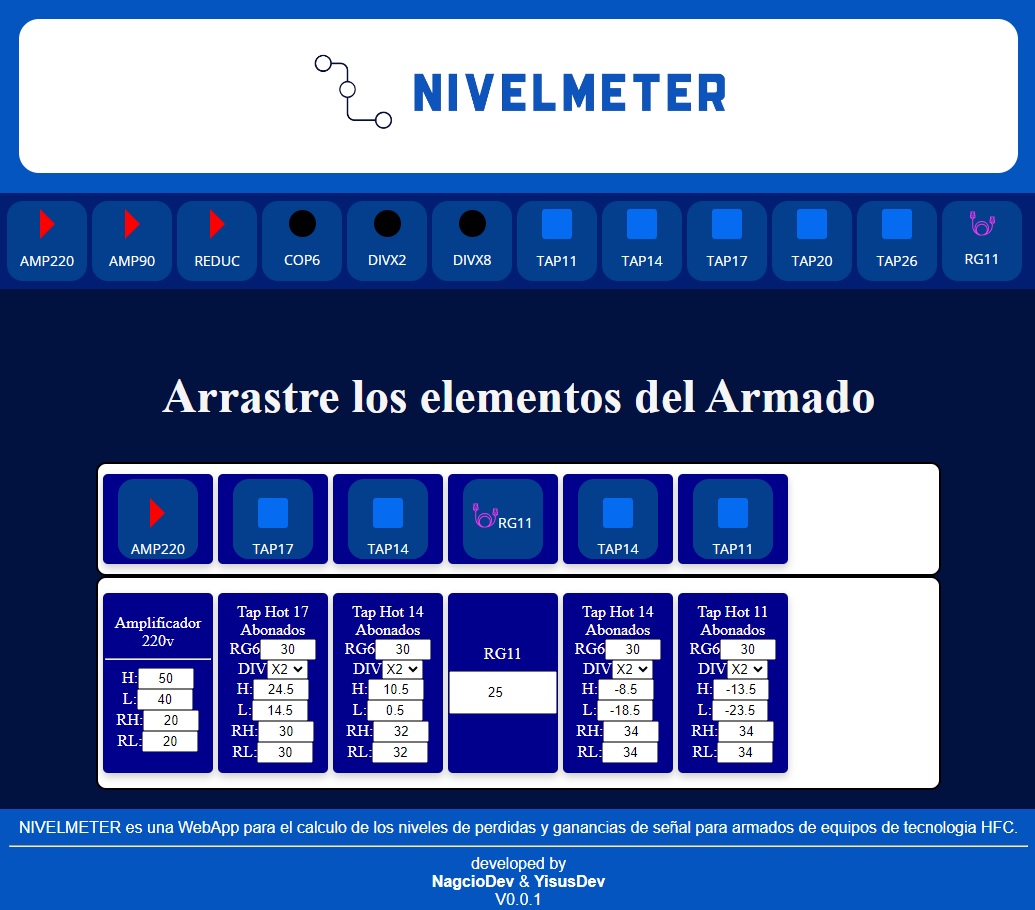 NIVELMETER
AMP220 AMP90 REDUC COP6 DIVX2 DIVX8 TAP11 TAP14 TAP17 TAP20 TAP26 RG11
Arrastre los elementos del Armado
AMP220 TAP17 TAP14 RG11 TAP14 TAP11
Amplificador
220v
H: 50
L: 40
RH: 20
RL: 20
Tap Hot 17
Abonados
RG6 30
DIV X2
H: 24.5
L: 14.5
RH: 30
RL: 30
Tap Hot 14
Abonados
RG6 30
DIV X2
H: 10.5
L: 0.5
RH: 32
RL: 32
RG11
25
Tap Hot 14
Abonados
RG6 30
DIV X2
H: -8.5
L: -18.5
RH: 34
RL: 34
Tap Hot 11
Abonados
RG6 30
DIV X2
H: -13.5
L: -23.5
RH: 34
RL: 34
NIVELMETER es una WebApp para el calculo de los niveles de perdidas y ganancias de señal para armados de equipos de tecnologia HFC.
developed by
NagcioDev & YisusDev
V0.0.1